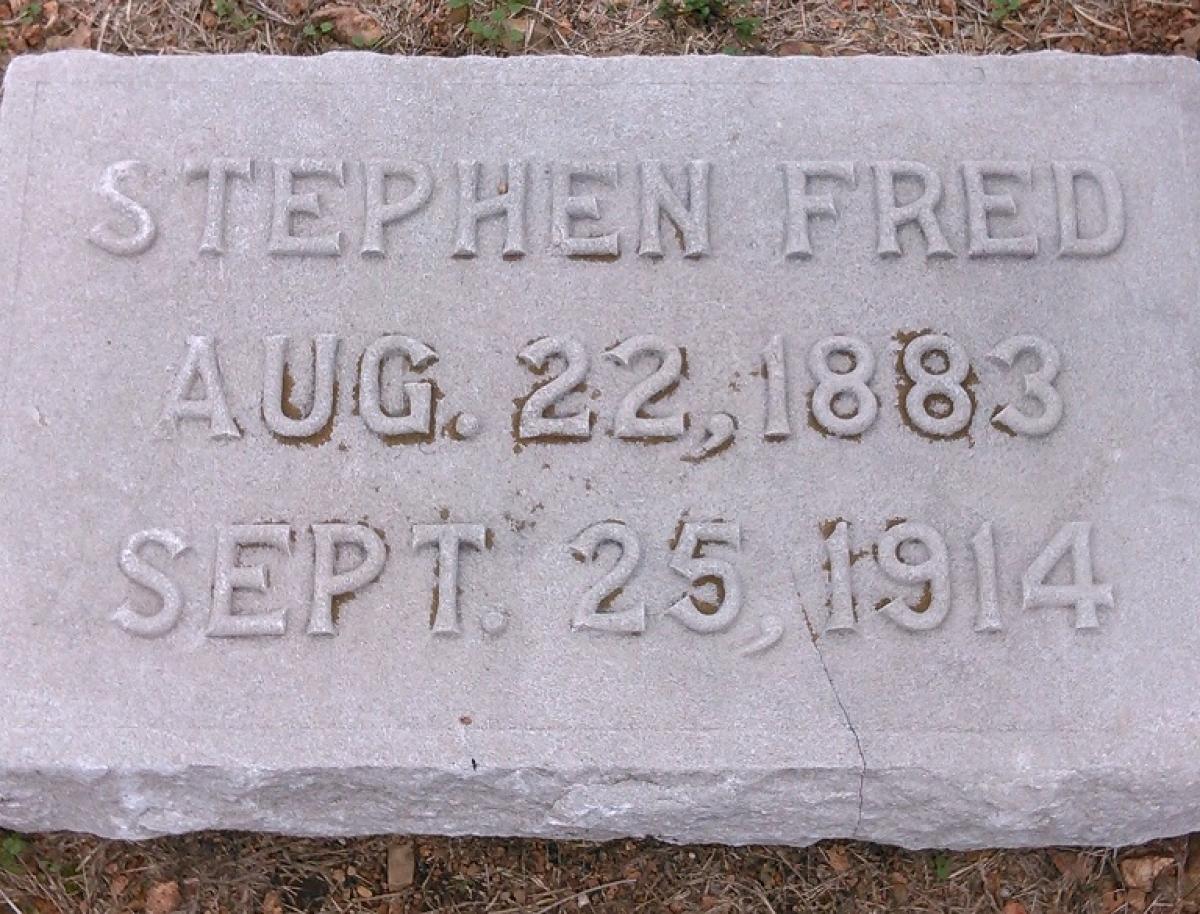 STEPHEN FRED
AUG. 22, 1883
SEPT. 25, 1914